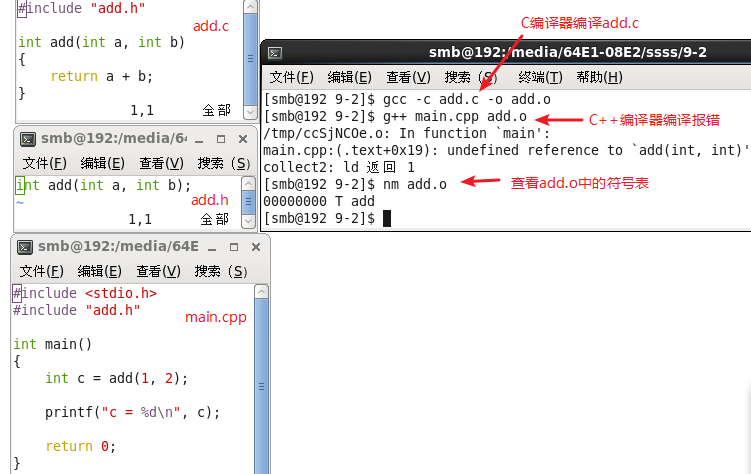 #include "add.h"
add.c
int add(int a, int b)
{
    return a + b;
}
1,1 全部
smb@192:/media/64
文件(F) 编辑(E) 查看(V)
int add(int a, int b);
~
add.h
1,1 全部
smb@192:/media/64E
文件(F) 编辑(E) 查看(V) 搜索(S)
#include <stdio.h>
#include "add.h"
main.cpp
int main()
{
    int c = add(1, 2);
    printf("c = %d\n", c);
    return 0;
}
C编译器编译add.c
smb@192:/media/64E1-08E2/ssss/9-2
文件(F) 编辑(E) 查看(V) 搜索(S) 终端(T) 帮助(H)
[smb@192 9-2]$ gcc -c add.c -o add.o
[smb@192 9-2]$ g++ main.cpp add.o
C++编译器编译报错
/tmp/ccSjNCOe.o: In function `main':
main.cpp:(.text+0x19): undefined reference to `add(int, int)'
collect2: ld 返回 1
[smb@192 9-2]$ nm add.o
查看add.o中的符号表
00000000 T add
[smb@192 9-2]$